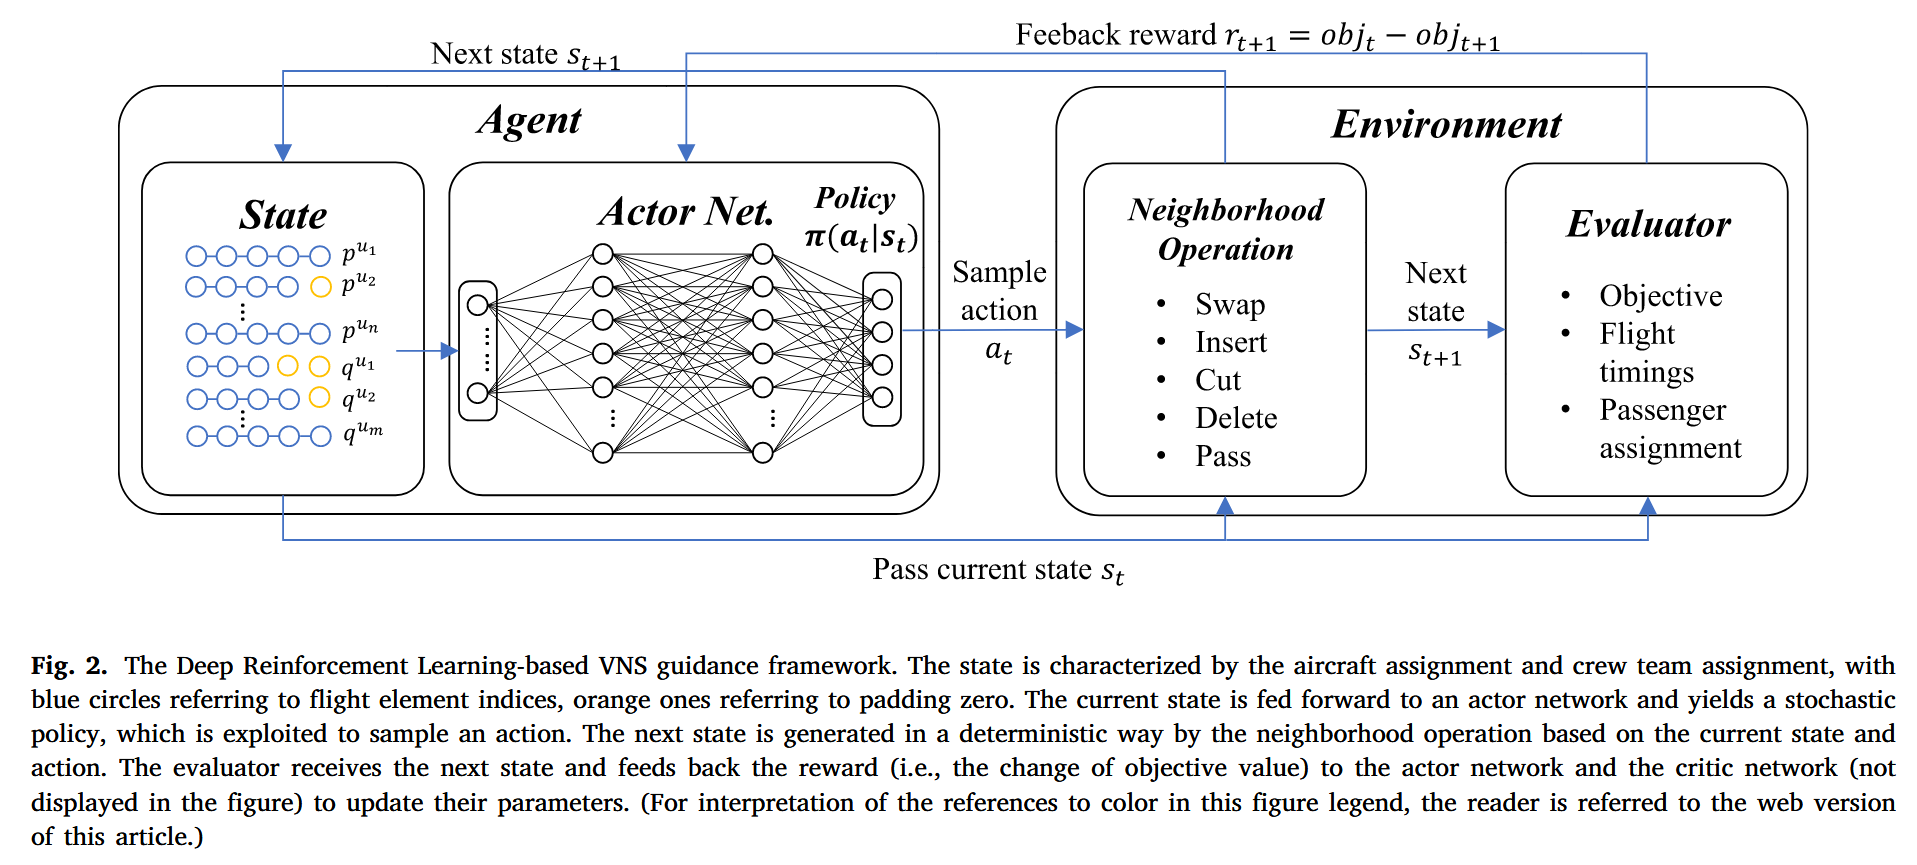 Feeback reward r_{t+1} = obj_t − obj_{t+1}
Next state s_{t+1}
Agent
Environment
State
p^{u_1}
p^{u_2}
p^{u_n}
q^{u_1}
q^{u_2}
q^{u_m}
Actor Net.
Policy
π(a_t|s_t)
Sample
action
a_t
Neighborhood
Operation
• Swap
• Insert
• Cut
• Delete
• Pass
Next
state
s_{t+1}
Evaluator
• Objective
• Flight
timings
• Passenger
assignment
Pass current state s_t
Fig. 2. The Deep Reinforcement Learning-based VNS guidance framework. The state is characterized by the aircraft assignment and crew team assignment, with
blue circles referring to flight element indices, orange ones referring to padding zero. The current state is fed forward to an actor network and yields a stochastic
policy, which is exploited to sample an action. The next state is generated in a deterministic way by the neighborhood operation based on the current state and
action. The evaluator receives the next state and feeds back the reward (i.e., the change of objective value) to the actor network and the critic network (not
displayed in the figure) to update their parameters. (For interpretation of the references to color in this figure legend, the reader is referred to the web version
of this article.)